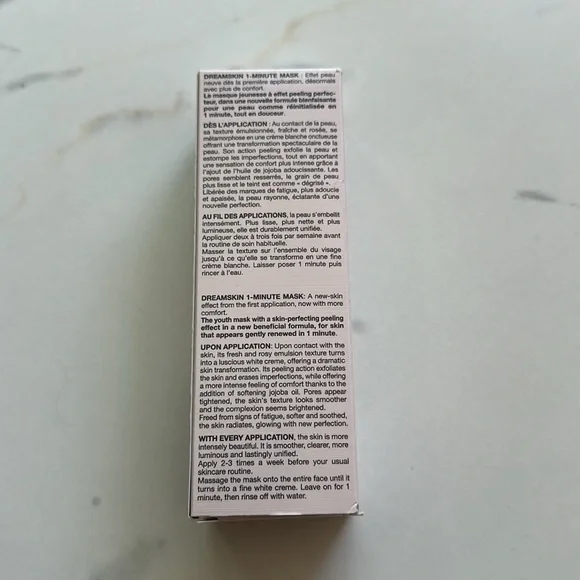 DREAMSKIN 1-MINUTE MASK : Effet peau
neuve dès la première application, désormais
avec plus de confort.
Le masque jeunesse à effet peeling perfec-
teur, dans une nouvelle formule bienfaisante
pour une peau comme réinitialisée en
1 minute, tout en douceur.
DÈS L'APPLICATION : Au contact de la peau,
sa texture émulsionnée, fraîche et rosée, se
métamorphose en une crème blanche onctueuse
offrant une transformation spectaculaire de la
peau. Son action peeling exfolie la peau et
estompe les imperfections, tout en apportant
une sensation de confort plus intense grâce à
l'ajout de l'huile de jojoba adoucissante. Les
pores semblent resserrés, le grain de peau
plus lisse et le teint est comme « dégrisé ».
Libérée des marques de fatigue, plus adoucie
et apaisée, la peau rayonne, éclatante d'une
nouvelle perfection.
AU FIL DES APPLICATIONS, la peau s'embellit
intensément. Plus lisse, plus nette et plus
lumineuse, elle est durablement unifiée.
Appliquer deux à trois fois par semaine avant
la routine de soin habituelle.
Masser la texture sur l'ensemble du visage
jusqu'à ce qu'elle se transforme en une fine
crème blanche. Laisser poser 1 minute puis
rincer à l'eau.
DREAMSKIN 1-MINUTE MASK: A new-skin
effect from the first application, now with more
comfort.
The youth mask with a skin-perfecting peeling
effect in a new beneficial formula, for skin
that appears gently renewed in 1 minute.
UPON APPLICATION: Upon contact with the
skin, its fresh and rosy emulsion texture turns
into a luscious white creme, offering a dramatic
skin transformation. Its peeling action exfoliates
the skin and erases imperfections, while offering
a more intense feeling of comfort thanks to the
addition of softening jojoba oil. Pores appear
tightened, the skin's texture looks smoother
and the complexion seems brightened.
Freed from signs of fatigue, softer and soothed,
the skin radiates, glowing with new perfection.
WITH EVERY APPLICATION, the skin is more
intensely beautiful. It is smoother, clearer, more
luminous and lastingly unified.
Apply 2-3 times a week before your usual
skincare routine.
Massage the mask onto the entire face until it
turns into a fine white creme. Leave on for 1
minute, then rinse off with water.